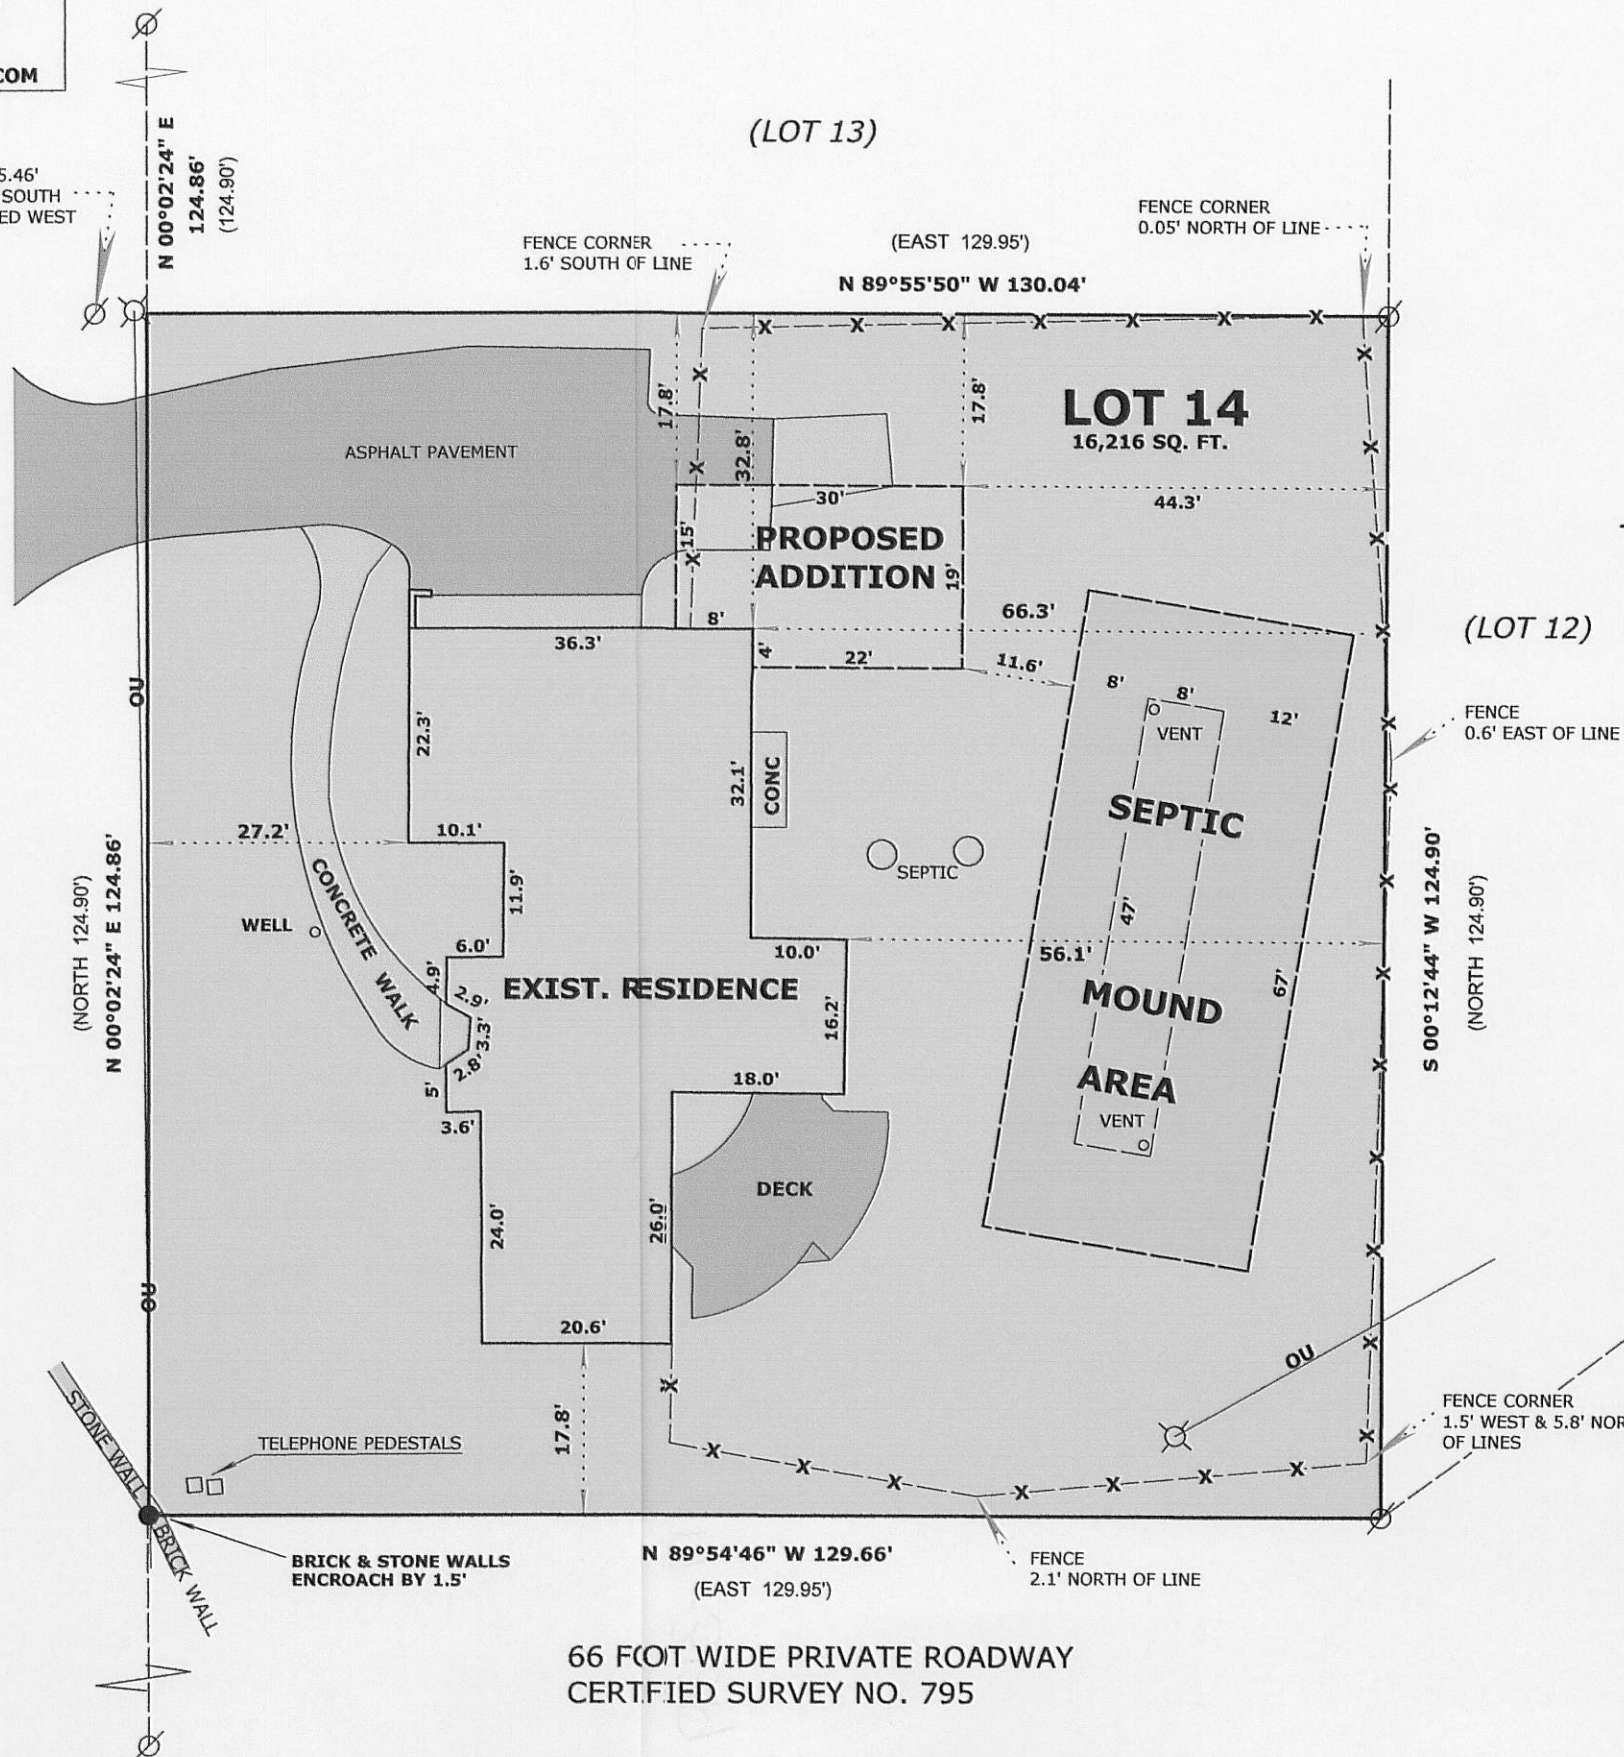 COM
N 00°02'24" E
124.86'
(124.90')
5.46'
SOUTH
ED WEST
(LOT 13)
FENCE CORNER
1.6' SOUTH OF LINE
(EAST 129.95')
N 89°55'50" W 130.04'
FENCE CORNER
0.05' NORTH OF LINE
LOT 14
16,216 SQ. FT.
17.8'
32.8'
17.8'
ASPHALT PAVEMENT
30'
44.3'
15'
PROPOSED
ADDITION
19'
8'
66.3'
36.3'
4'
22'
11.6'
(LOT 12)
8'
8'
12'
VENT
FENCE
0.6' EAST OF LINE
OU
22.3'
32.1'
CONC
SEPTIC
27.2'
10.1'
SEPTIC
(NORTH 124.90')
N 00°02'24" E 124.86'
S 00°12'44" W 124.90'
(NORTH 124.90')
CONCRETE WALK
11.9'
WELL
47'
6.0'
10.0'
56.1'
4.9'
2.9'
EXIST. RESIDENCE
67'
MOUND
3.3'
16.2'
2.8'
5'
18.0'
AREA
3.6'
VENT
DECK
24.0'
26.0'
OU
20.6'
OU
17.8'
STONE WALL
TELEPHONE PEDESTALS
FENCE CORNER
1.5' WEST & 5.8' NOR
OF LINES
BRICK WALL
BRICK & STONE WALLS
ENCROACH BY 1.5'
N 89°54'46" W 129.66'
(EAST 129.95')
FENCE
2.1' NORTH OF LINE
66 FOOT WIDE PRIVATE ROADWAY
CERTFIED SURVEY NO. 795